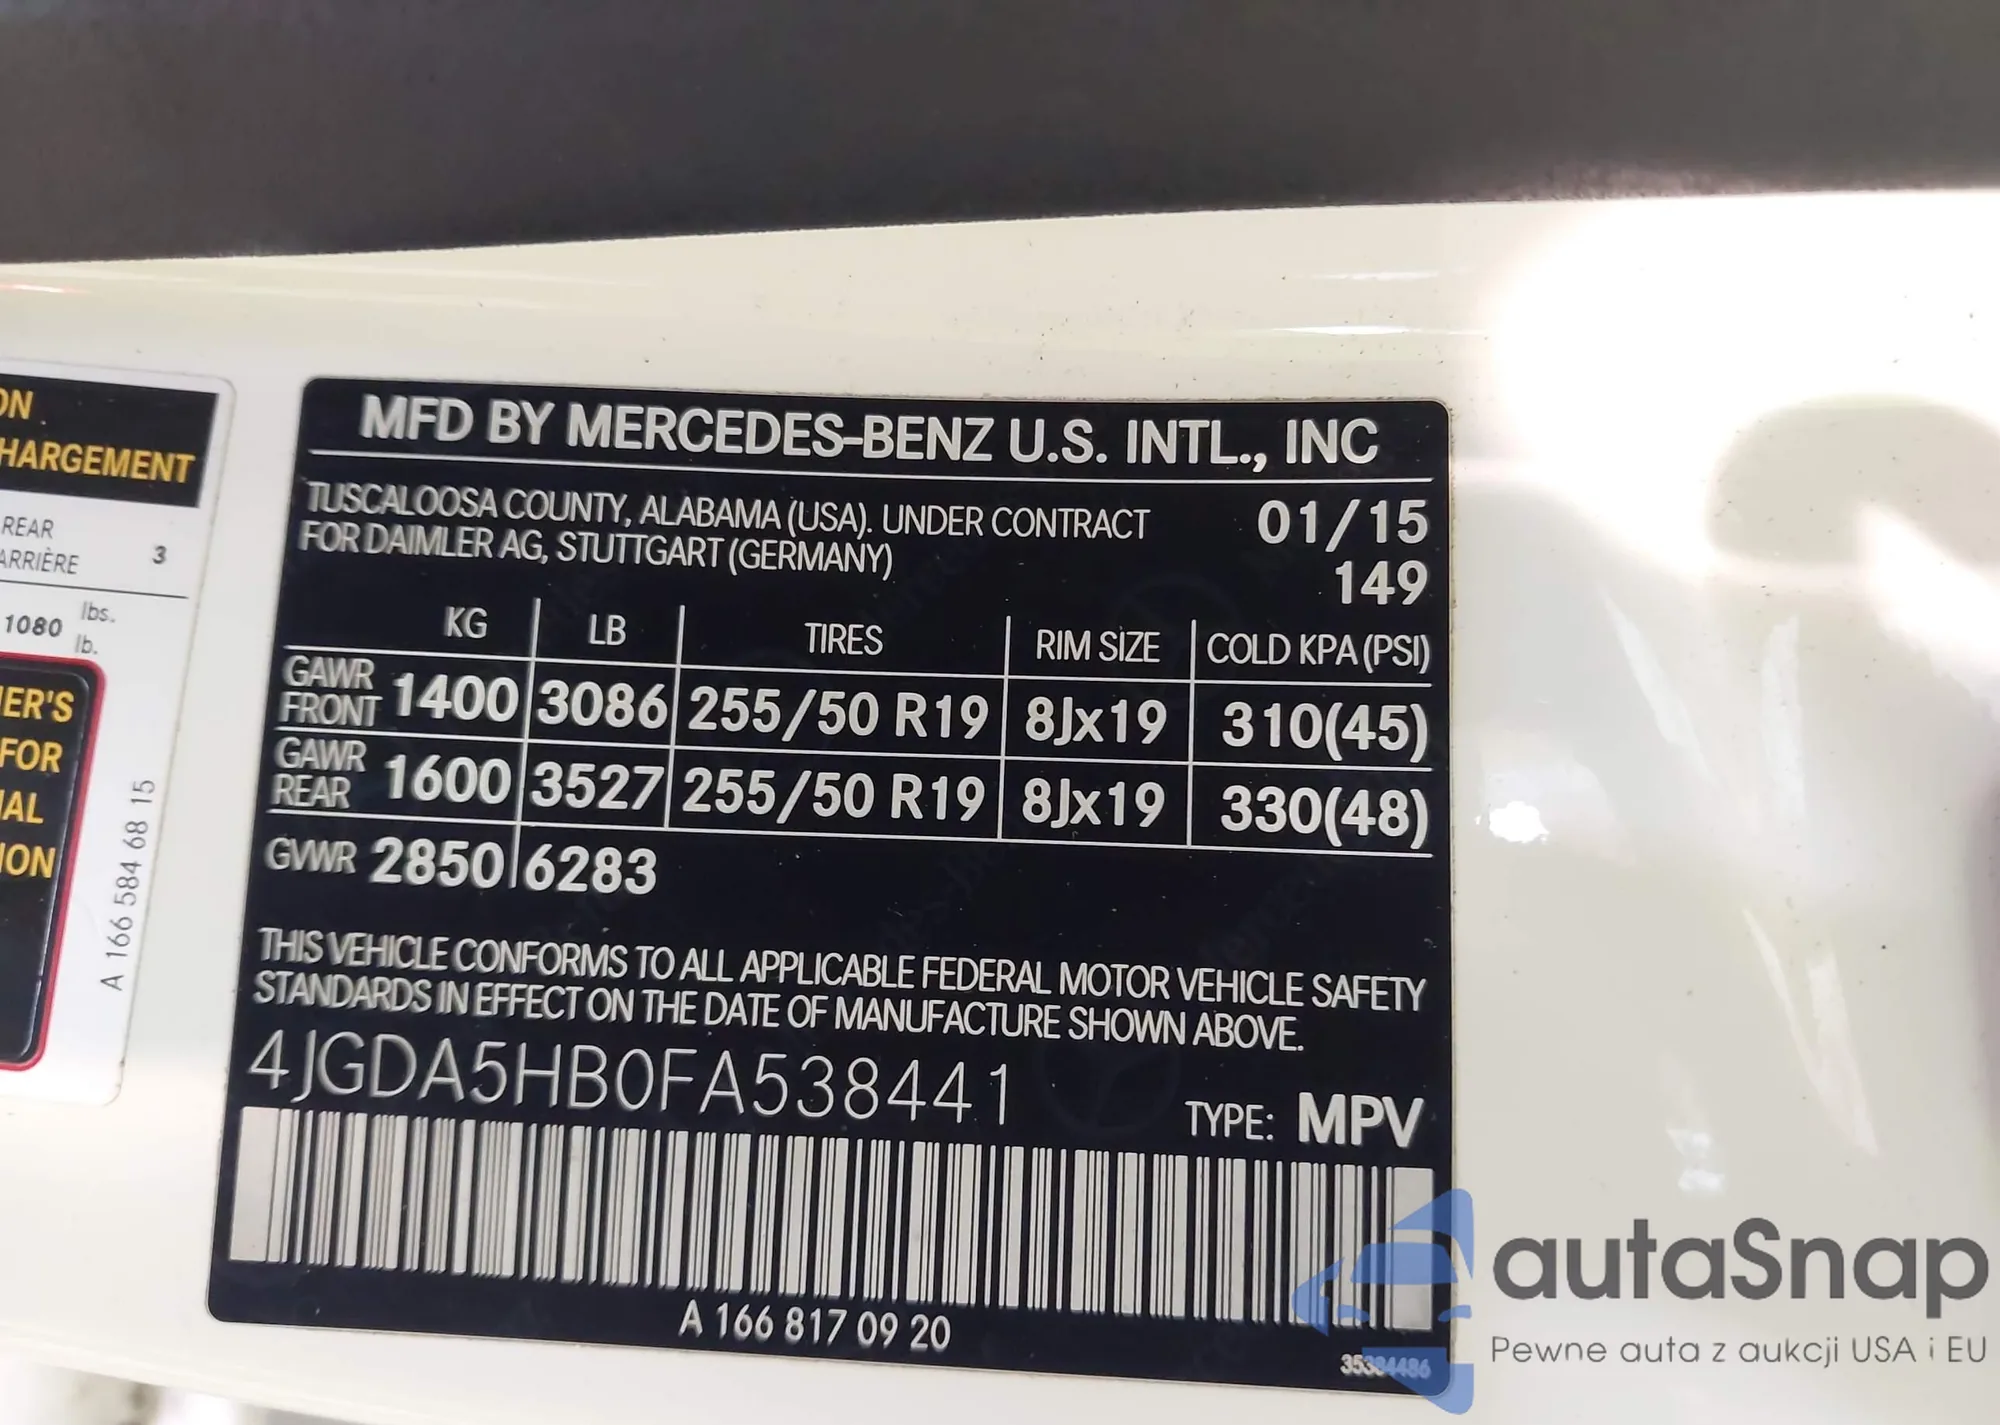 ON
HARGEMENT
REAR
ARRIÈRE 3
1080 lbs.
lb.
ER'S
FOR
AL
ION
A 166 584 68 15
MFD BY MERCEDES-BENZ U.S. INTL., INC
TUSCALOOSA COUNTY, ALABAMA (USA). UNDER CONTRACT
FOR DAIMLER AG, STUTTGART (GERMANY)
01/15
149
KG LB TIRES RIM SIZE COLD KPA (PSI)
GAWR FRONT 1400 3086 255/50 R19 8Jx19 310(45)
GAWR REAR 1600 3527 255/50 R19 8Jx19 330(48)
GVWR 2850 6283
THIS VEHICLE CONFORMS TO ALL APPLICABLE FEDERAL MOTOR VEHICLE SAFETY
STANDARDS IN EFFECT ON THE DATE OF MANUFACTURE SHOWN ABOVE.
4JGDA5HB0FA538441
TYPE: MPV
A 166 817 09 20
35384486
autaSnap
Pewne auta z aukcji USA i EU